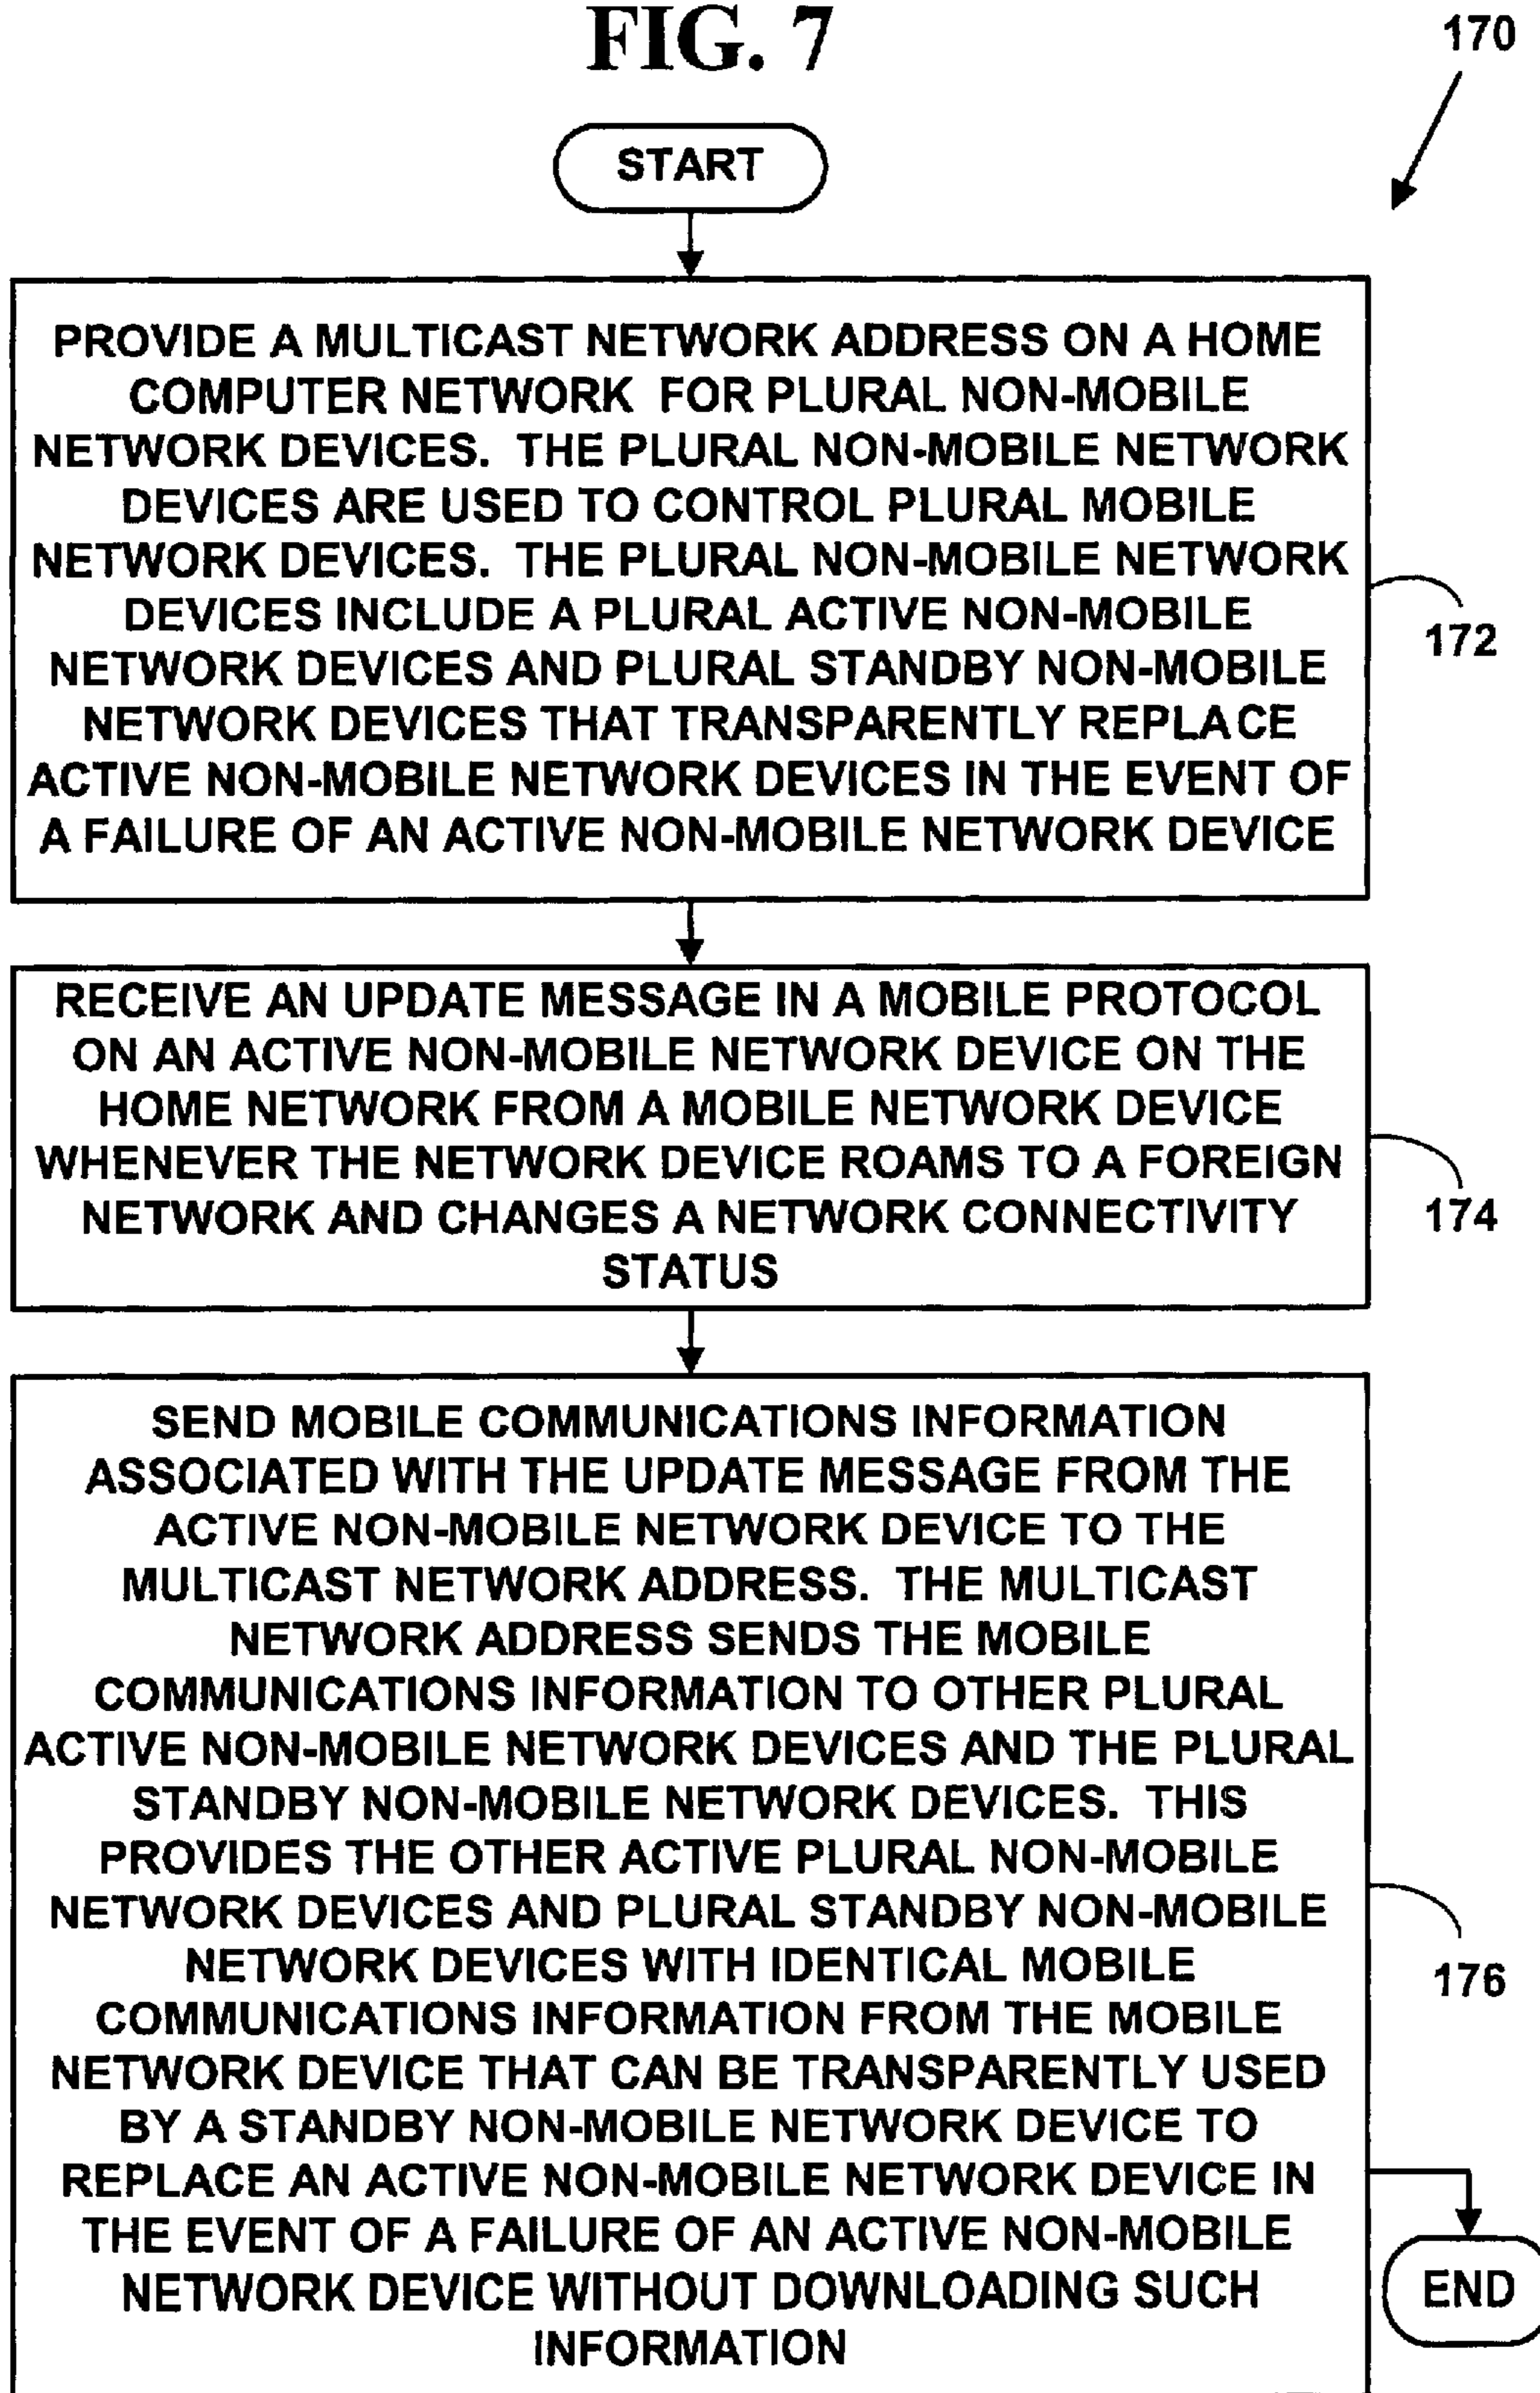 FIG. 7
170
START
PROVIDE A MULTICAST NETWORK ADDRESS ON A HOME
COMPUTER NETWORK FOR PLURAL NON-MOBILE
NETWORK DEVICES. THE PLURAL NON-MOBILE NETWORK
DEVICES ARE USED TO CONTROL PLURAL MOBILE
NETWORK DEVICES. THE PLURAL NON-MOBILE NETWORK
DEVICES INCLUDE A PLURAL ACTIVE NON-MOBILE
NETWORK DEVICES AND PLURAL STANDBY NON-MOBILE
NETWORK DEVICES THAT TRANSPARENTLY REPLACE
ACTIVE NON-MOBILE NETWORK DEVICES IN THE EVENT OF
A FAILURE OF AN ACTIVE NON-MOBILE NETWORK DEVICE
172
RECEIVE AN UPDATE MESSAGE IN A MOBILE PROTOCOL
ON AN ACTIVE NON-MOBILE NETWORK DEVICE ON THE
HOME NETWORK FROM A MOBILE NETWORK DEVICE
WHENEVER THE NETWORK DEVICE ROAMS TO A FOREIGN
NETWORK AND CHANGES A NETWORK CONNECTIVITY
STATUS
174
SEND MOBILE COMMUNICATIONS INFORMATION
ASSOCIATED WITH THE UPDATE MESSAGE FROM THE
ACTIVE NON-MOBILE NETWORK DEVICE TO THE
MULTICAST NETWORK ADDRESS. THE MULTICAST
NETWORK ADDRESS SENDS THE MOBILE
COMMUNICATIONS INFORMATION TO OTHER PLURAL
ACTIVE NON-MOBILE NETWORK DEVICES AND THE PLURAL
STANDBY NON-MOBILE NETWORK DEVICES. THIS
PROVIDES THE OTHER ACTIVE PLURAL NON-MOBILE
NETWORK DEVICES AND PLURAL STANDBY NON-MOBILE
NETWORK DEVICES WITH IDENTICAL MOBILE
COMMUNICATIONS INFORMATION FROM THE MOBILE
NETWORK DEVICE THAT CAN BE TRANSPARENTLY USED
BY A STANDBY NON-MOBILE NETWORK DEVICE TO
REPLACE AN ACTIVE NON-MOBILE NETWORK DEVICE IN
THE EVENT OF A FAILURE OF AN ACTIVE NON-MOBILE
NETWORK DEVICE WITHOUT DOWNLOADING SUCH
INFORMATION
176
END